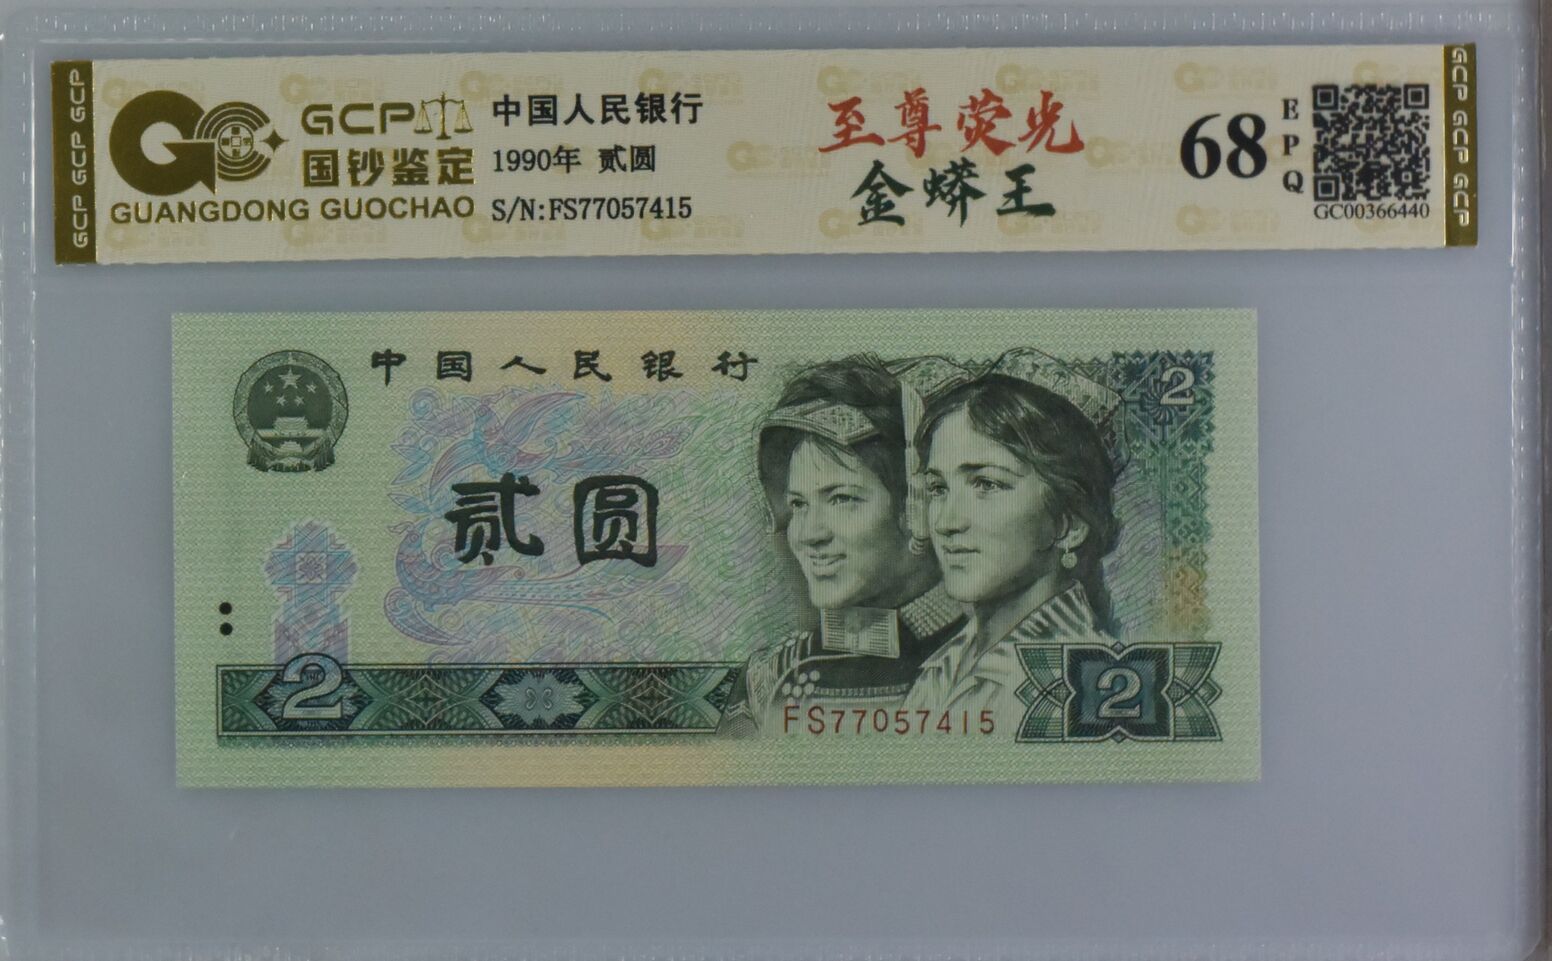 GCP GCP GCP
GCP
国钞鉴定
GUANGDONG GUOCHAO
中国人民银行
1990年 贰圆
S/N:FS77057415
至尊荧光
金蟒王
68
EPQ
GC00366440
GCP GCP GCP
中国人民银行
2
贰圆
2
FS77057415
2